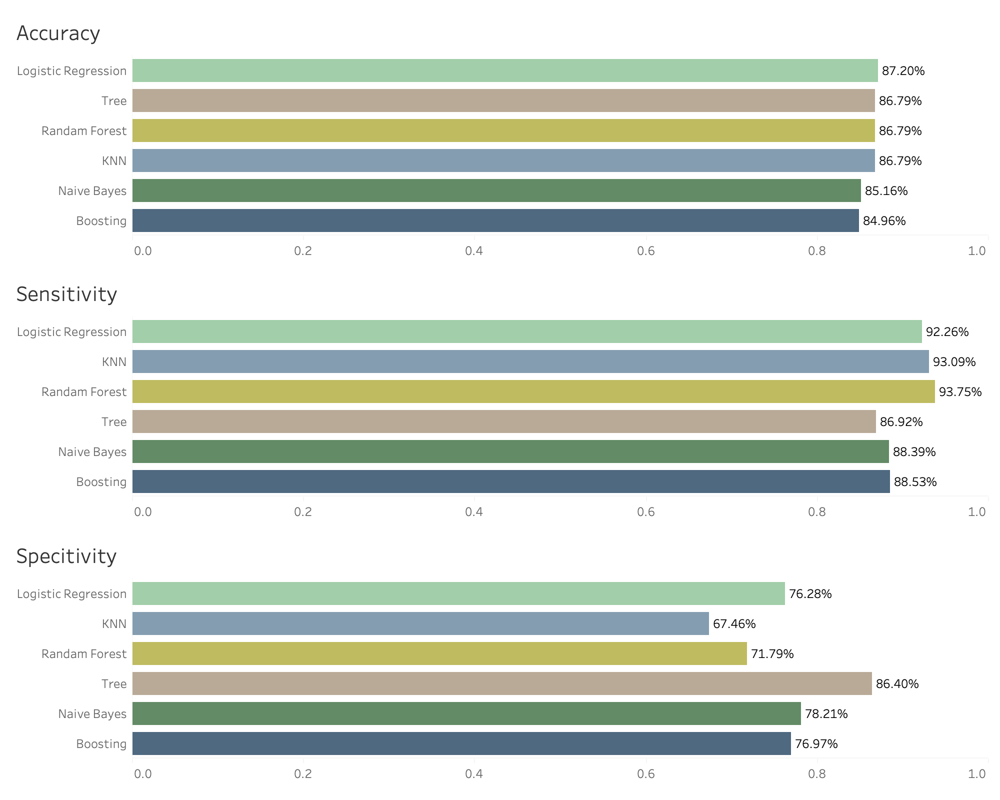 Accuracy
Logistic Regression 87.20%
Tree 86.79%
Randam Forest 86.79%
KNN 86.79%
Naive Bayes 85.16%
Boosting 84.96%
0.0 0.2 0.4 0.6 0.8 1.0
Sensitivity
Logistic Regression 92.26%
KNN 93.09%
Randam Forest 93.75%
Tree 86.92%
Naive Bayes 88.39%
Boosting 88.53%
0.0 0.2 0.4 0.6 0.8 1.0
Specitivity
Logistic Regression 76.28%
KNN 67.46%
Randam Forest 71.79%
Tree 86.40%
Naive Bayes 78.21%
Boosting 76.97%
0.0 0.2 0.4 0.6 0.8 1.0